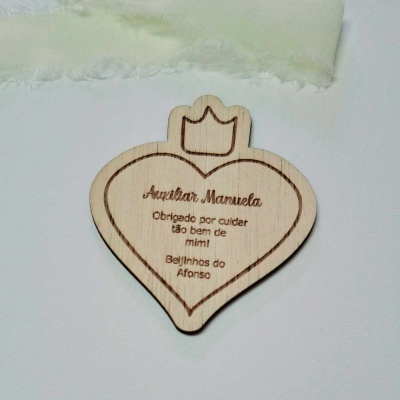 Auxiliar Manuela
Obrigado por cuidar
tão bem de
mim!
Beijinhos do
Afonso